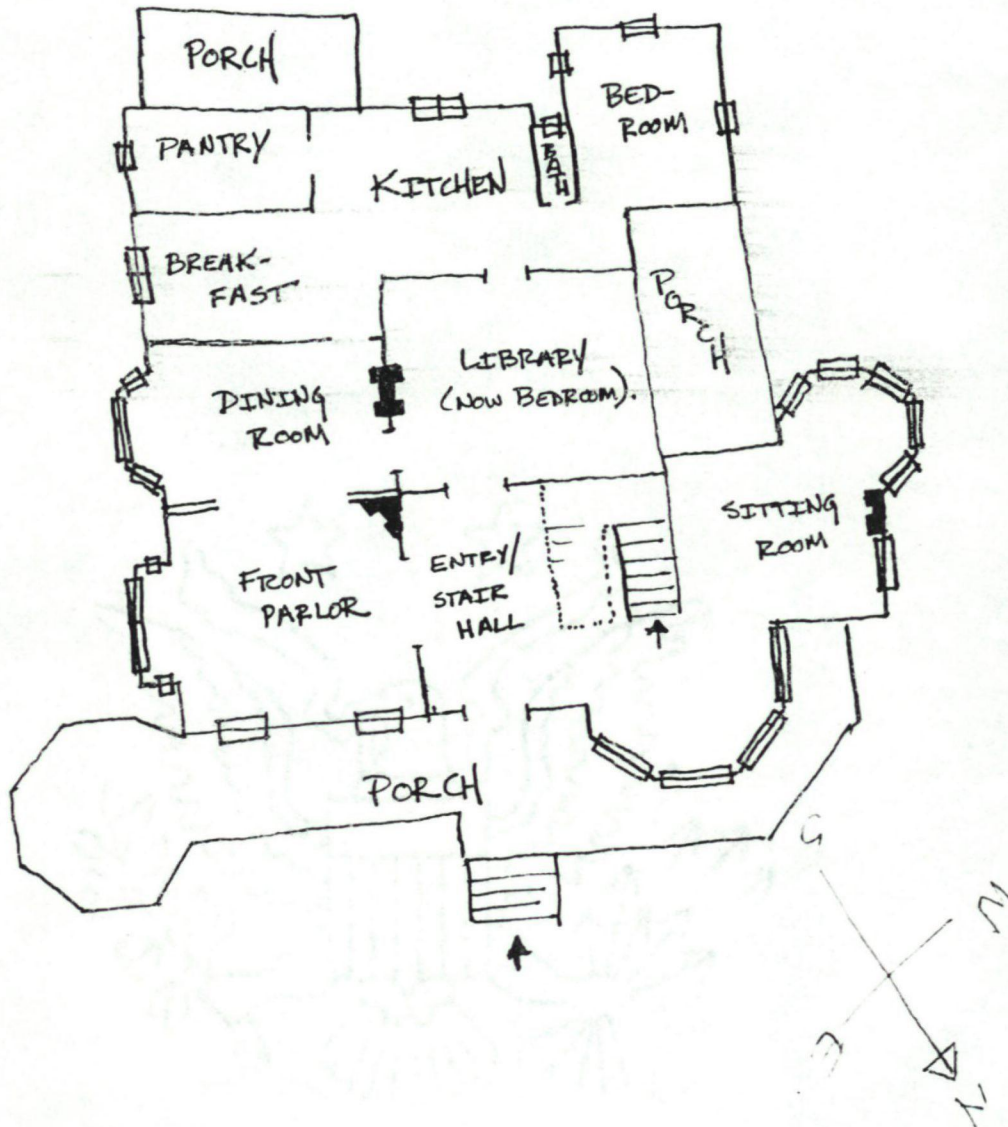 PORCH
BED-
ROOM
PANTRY
BATH
KITCHEN
BREAK-
FAST
PORCH
LIBRARY
(NOW BEDROOM).
DINING
ROOM
SITTING
ROOM
ENTRY/
STAIR
HALL
FRONT
PARLOR
PORCH
S
W
E
N